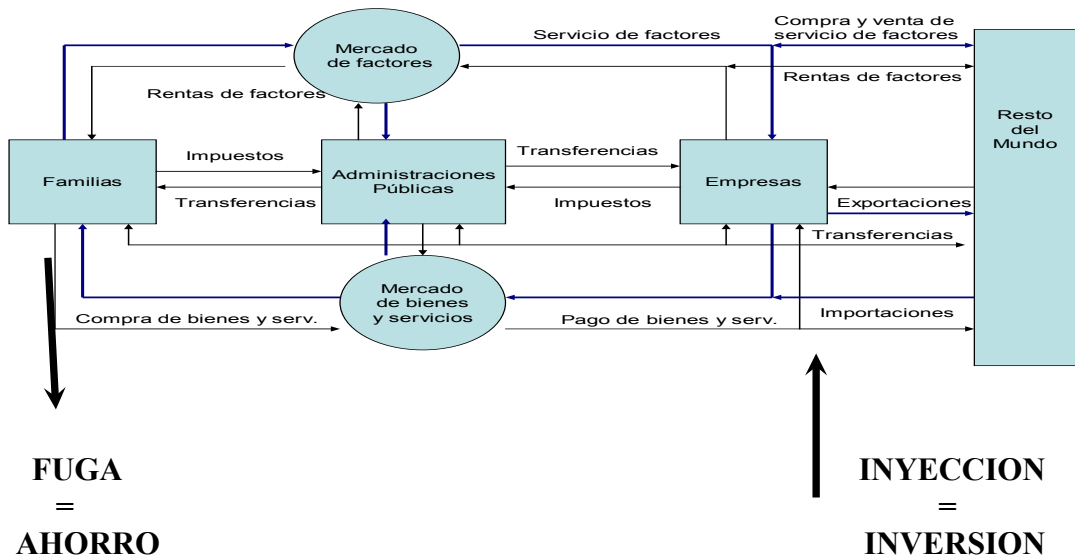 Mercado
de factores
Servicio de factores
Compra y venta de
servicio de factores
Rentas de factores
Rentas de factores
Resto
del
Mundo
Familias
Impuestos
Transferencias
Administraciones
Públicas
Transferencias
Impuestos
Empresas
Exportaciones
Transferencias
Mercado
de bienes
y servicios
Compra de bienes y serv.
Pago de bienes y serv.
Importaciones
FUGA
=
AHORRO
INYECCION
=
INVERSION